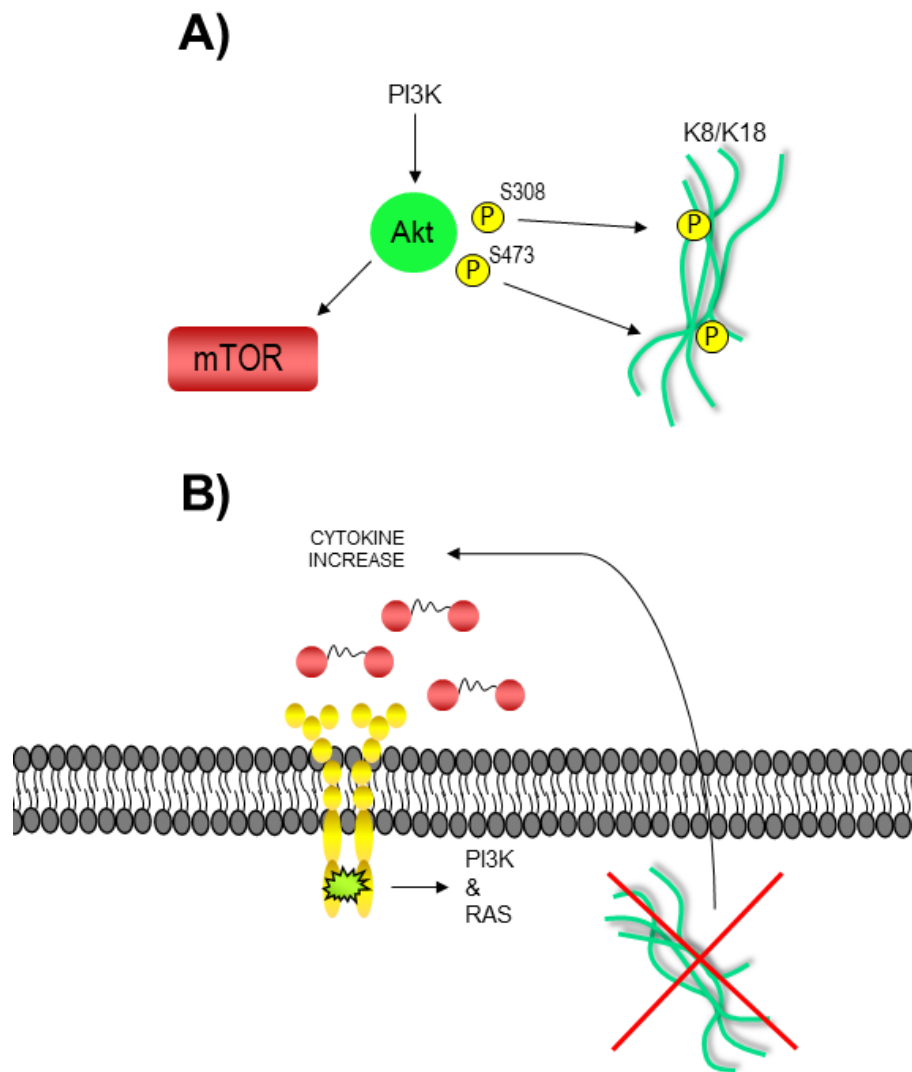 A)
PI3K
K8/K18
S308
P
Akt
P
S473
P
P
mTOR
B)
CYTOKINE
INCREASE
PI3K
&
RAS